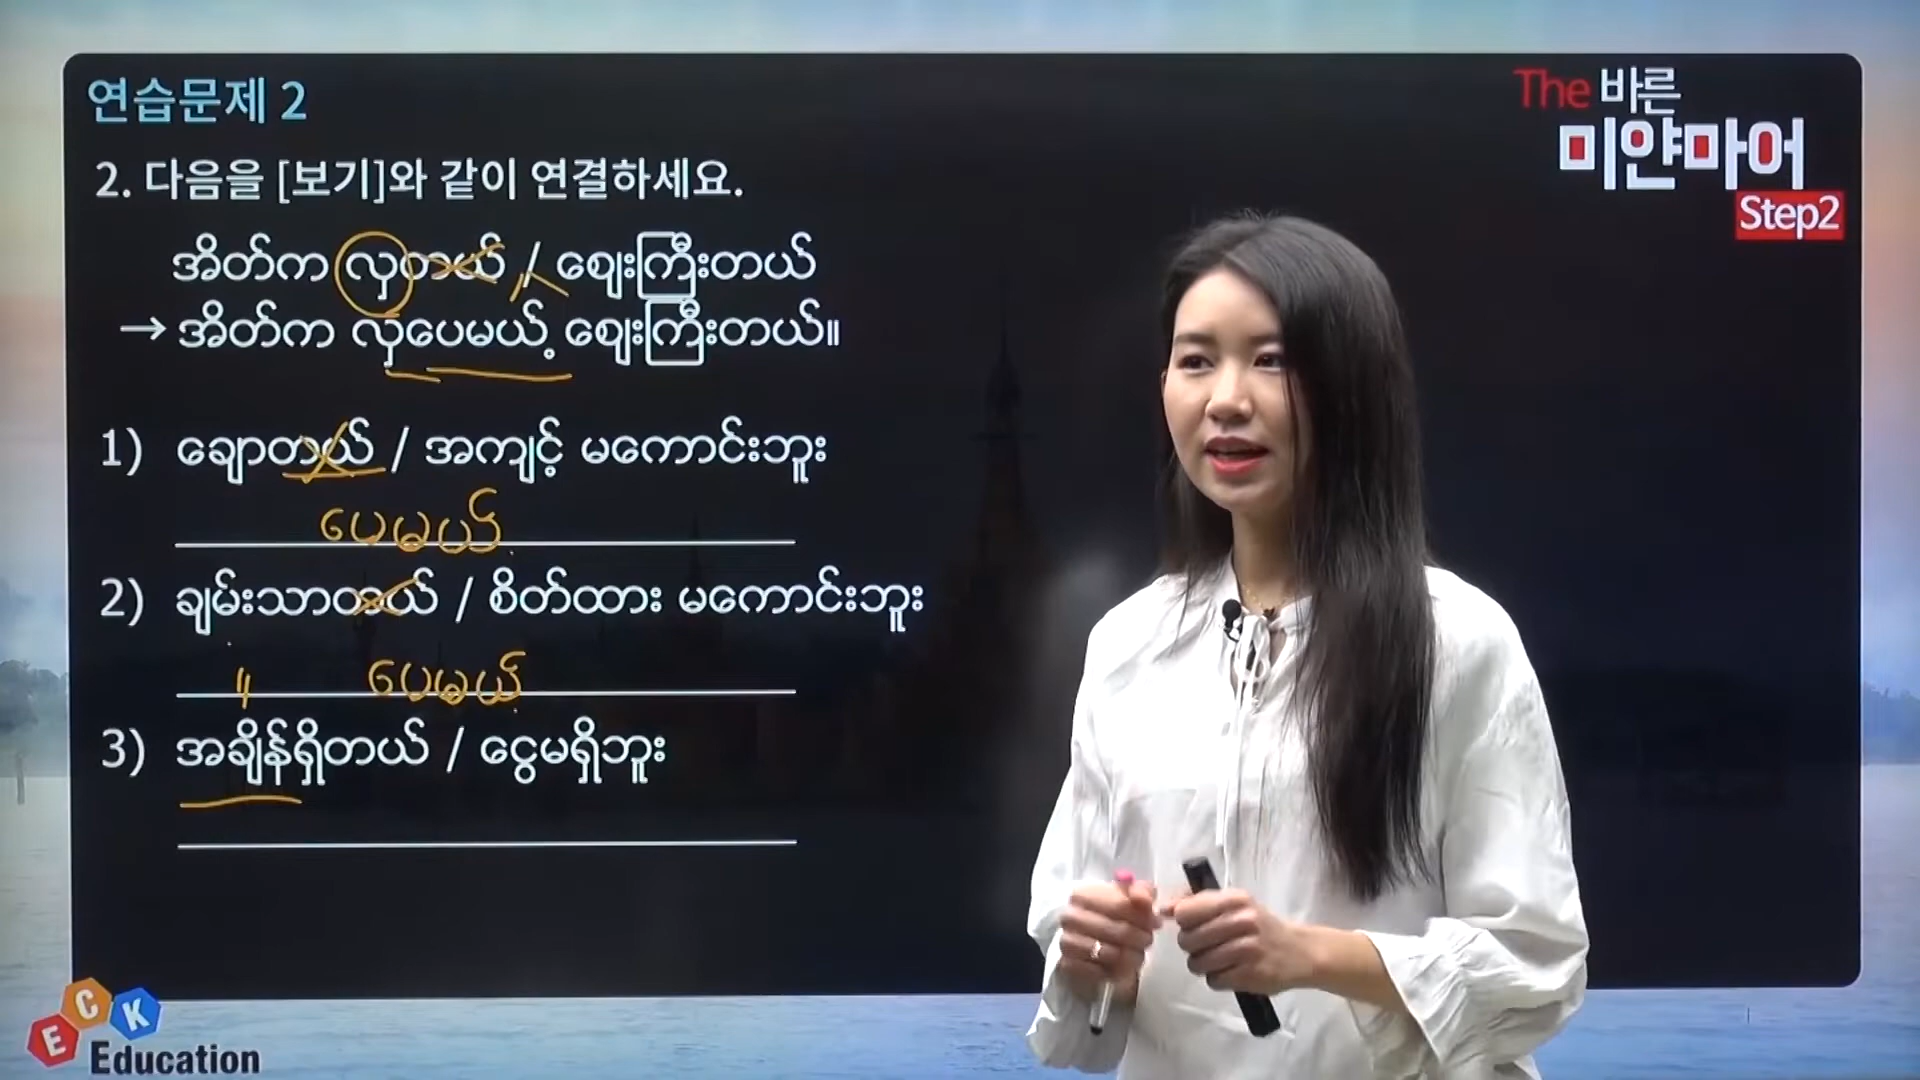 연습문제 2
The 바른
미얀마어
Step2
2. 다음을 [보기]와 같이 연결하세요.
အိတ်က လှတယ် / ဈေးကြီးတယ်
→ အိတ်က လှပေမယ့် ဈေးကြီးတယ်။
1) ချောတယ် / အကျင့် မကောင်းဘူး
ပေမယ့်
2) ချမ်းသာတယ် / စိတ်ထား မကောင်းဘူး
〃 ပေမယ့်
3) အချိန်ရှိတယ် / ငွေမရှိဘူး
ECK
Education